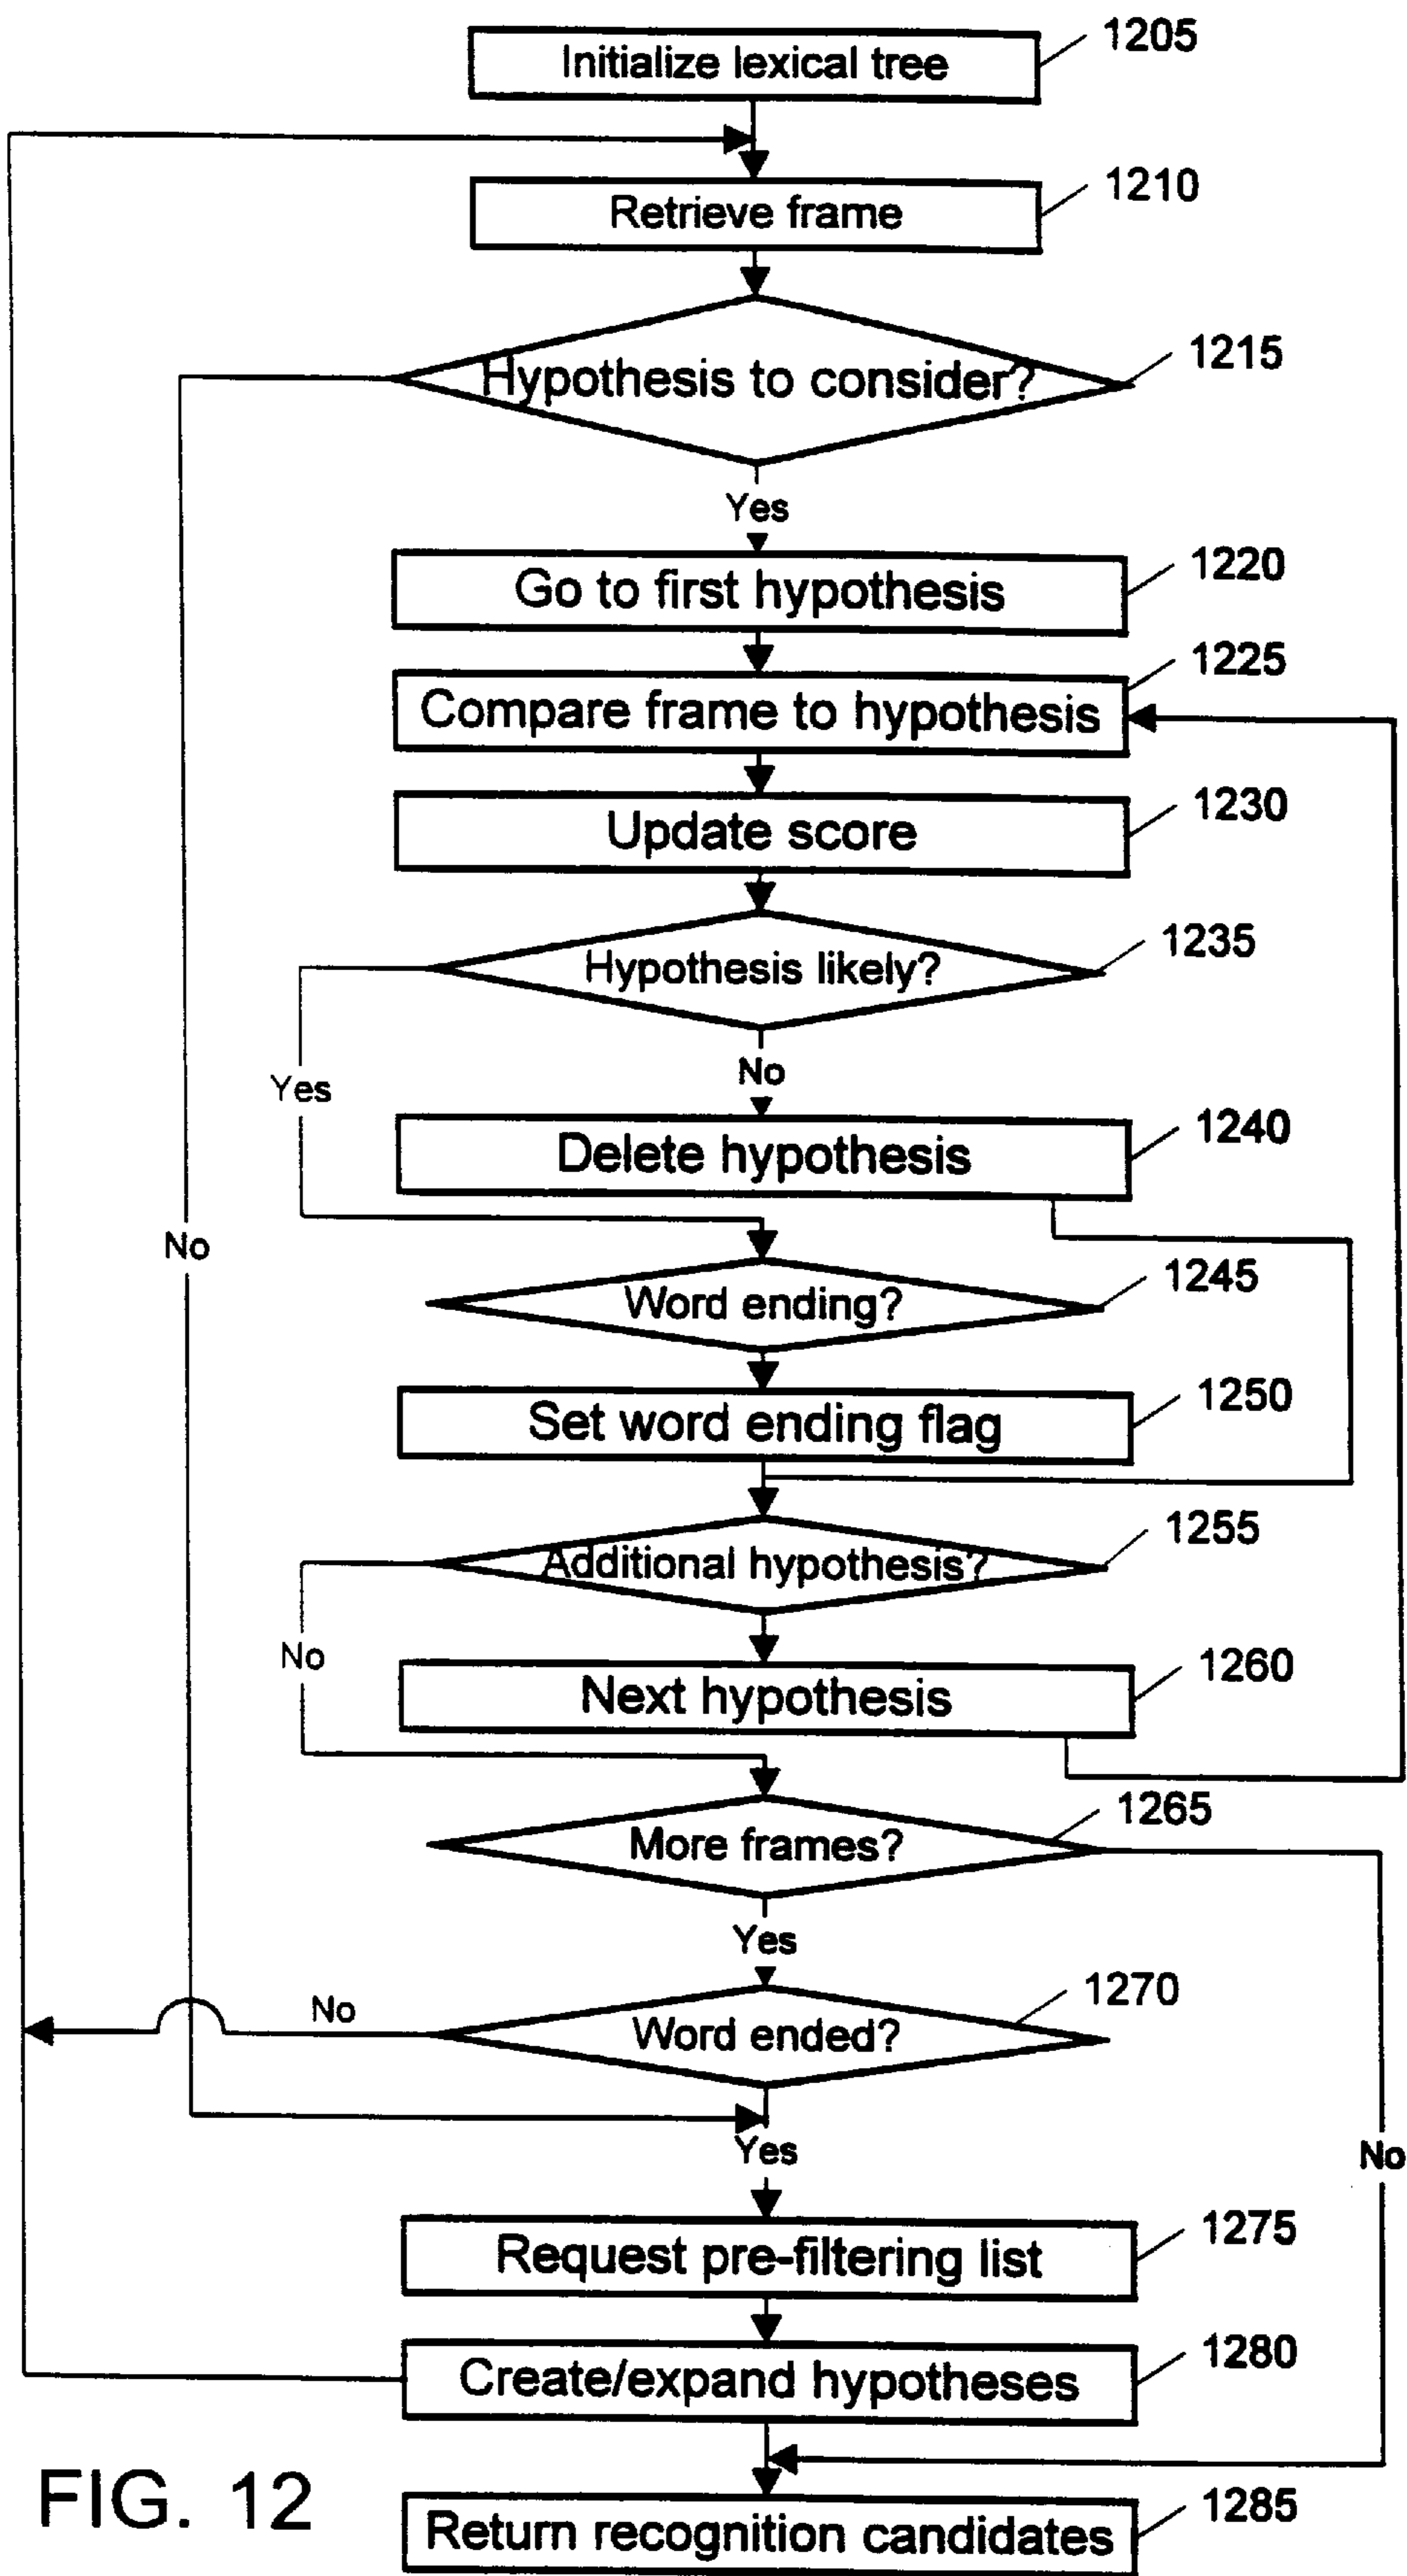 1205
Initialize lexical tree
1210
Retrieve frame
1215
Hypothesis to consider?
Yes
1220
Go to first hypothesis
1225
Compare frame to hypothesis
1230
Update score
1235
Hypothesis likely?
No
Yes
1240
Delete hypothesis
No
1245
Word ending?
1250
Set word ending flag
1255
Additional hypothesis?
No
1260
Next hypothesis
1265
More frames?
Yes
1270
No
Word ended?
Yes
No
1275
Request pre-filtering list
1280
Create/expand hypotheses
FIG. 12
1285
Return recognition candidates